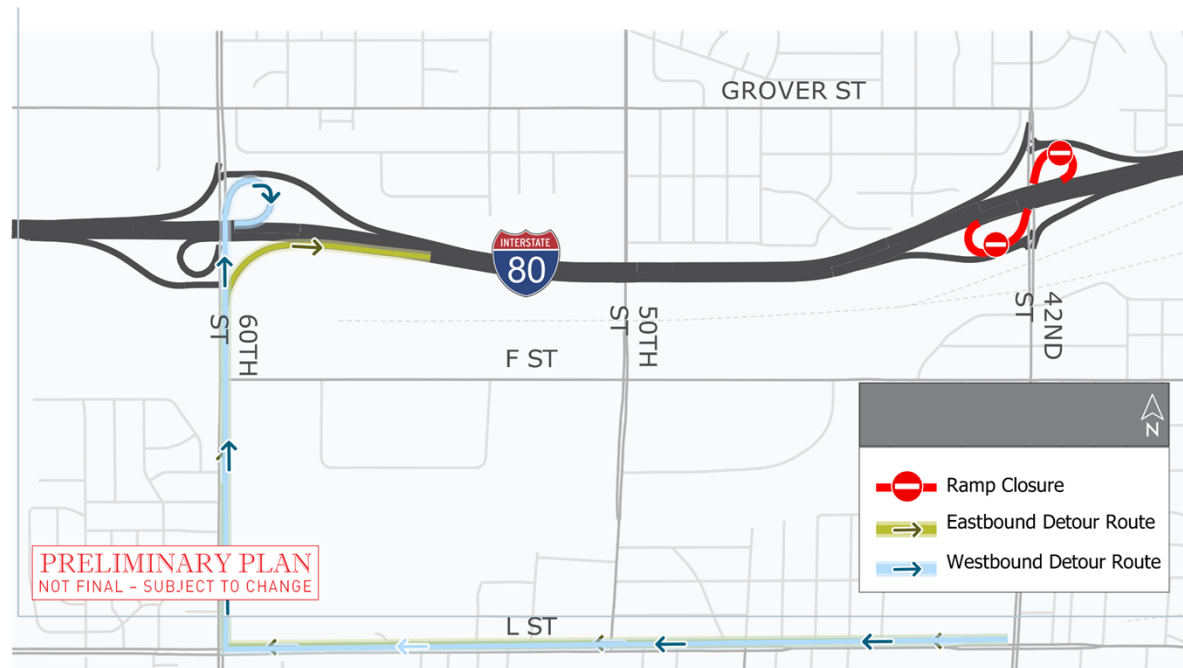 GROVER ST
INTERSTATE
80
60TH
ST
50TH
ST
42ND
ST
F ST
N
Ramp Closure
Eastbound Detour Route
Westbound Detour Route
PRELIMINARY PLAN
NOT FINAL – SUBJECT TO CHANGE
L ST